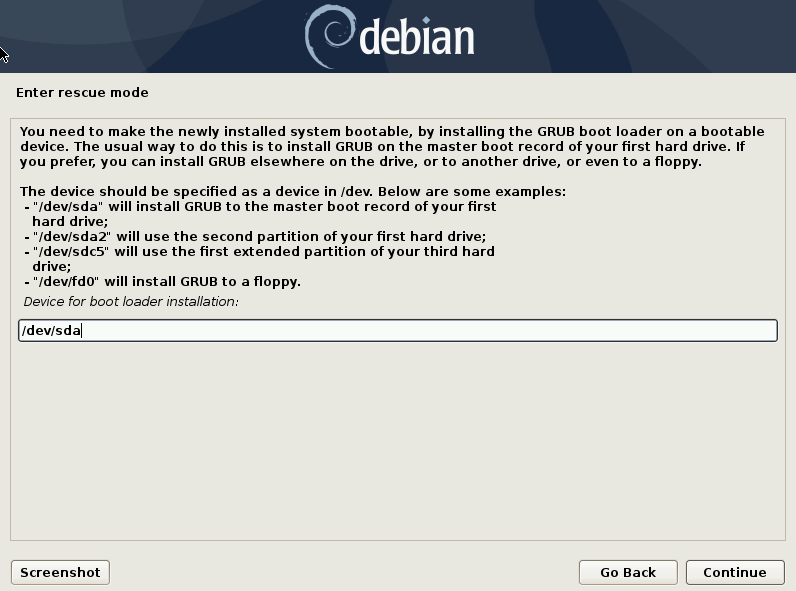 debian
Enter rescue mode
You need to make the newly installed system bootable, by installing the GRUB boot loader on a bootable
device. The usual way to do this is to install GRUB on the master boot record of your first hard drive. If
you prefer, you can install GRUB elsewhere on the drive, or to another drive, or even to a floppy.
The device should be specified as a device in /dev. Below are some examples:
- "/dev/sda" will install GRUB to the master boot record of your first
hard drive;
- "/dev/sda2" will use the second partition of your first hard drive;
- "/dev/sdc5" will use the first extended partition of your third hard
drive;
- "/dev/fd0" will install GRUB to a floppy.
Device for boot loader installation:
/dev/sda
Screenshot
Go Back
Continue